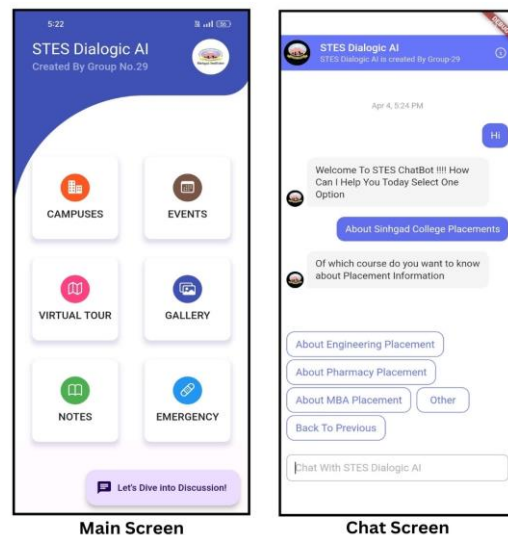 5:22
STES Dialogic AI
Created By Group No.29
CAMPUSES
EVENTS
VIRTUAL TOUR
GALLERY
NOTES
EMERGENCY
Let's Dive into Discussion!
Main Screen
STES Dialogic AI
STES Dialogic AI is created By Group-29
Apr 4, 5:24 PM
Hi
Welcome To STES ChatBot !!!! How
Can I Help You Today Select One
Option
About Sinhgad College Placements
Of which course do you want to know
about Placement Information
About Engineering Placement
About Pharmacy Placement
About MBA Placement
Other
Back To Previous
Chat With STES Dialogic AI
Chat Screen